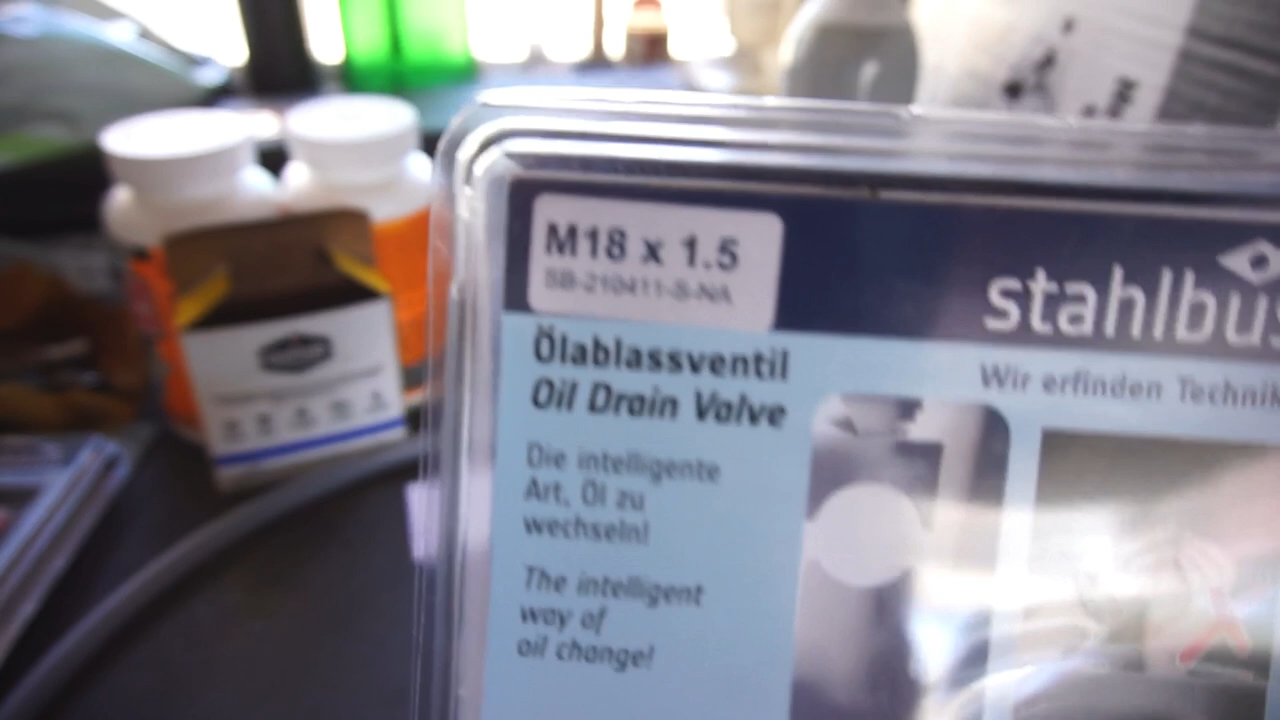 M18 x 1.5
SB-210411-S-NA
stahlbus
Wir erfinden Technik
Ölablassventil
Oil Drain Valve
Die intelligente
Art, Öl zu
wechseln!
The intelligent
way of
oil change!